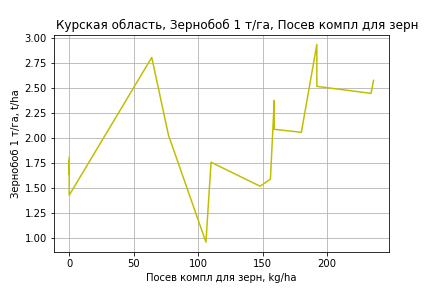 Курская область, Зернобоб 1 т/га, Посев компл для зерн
3.00
2.75
2.50
2.25
2.00
1.75
1.50
1.25
1.00
Зернобоб 1 т/га, t/ha
0 50 100 150 200
Посев компл для зерн, kg/ha